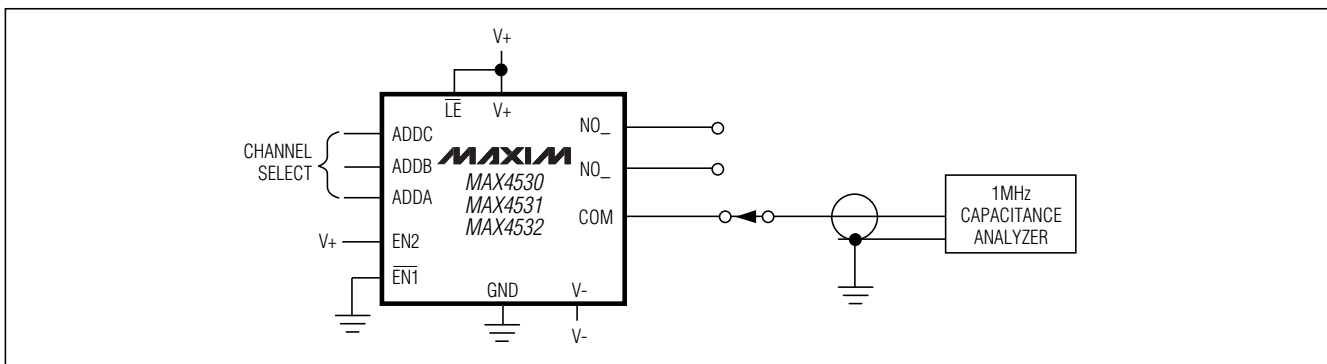 V+
LE
V+
CHANNEL
SELECT
ADDC
ADDB
ADDA
V+
EN2
EN1
MAXIM
MAX4530
MAX4531
MAX4532
NO_
NO_
COM
GND
V-
V-
1MHz
CAPACITANCE
ANALYZER